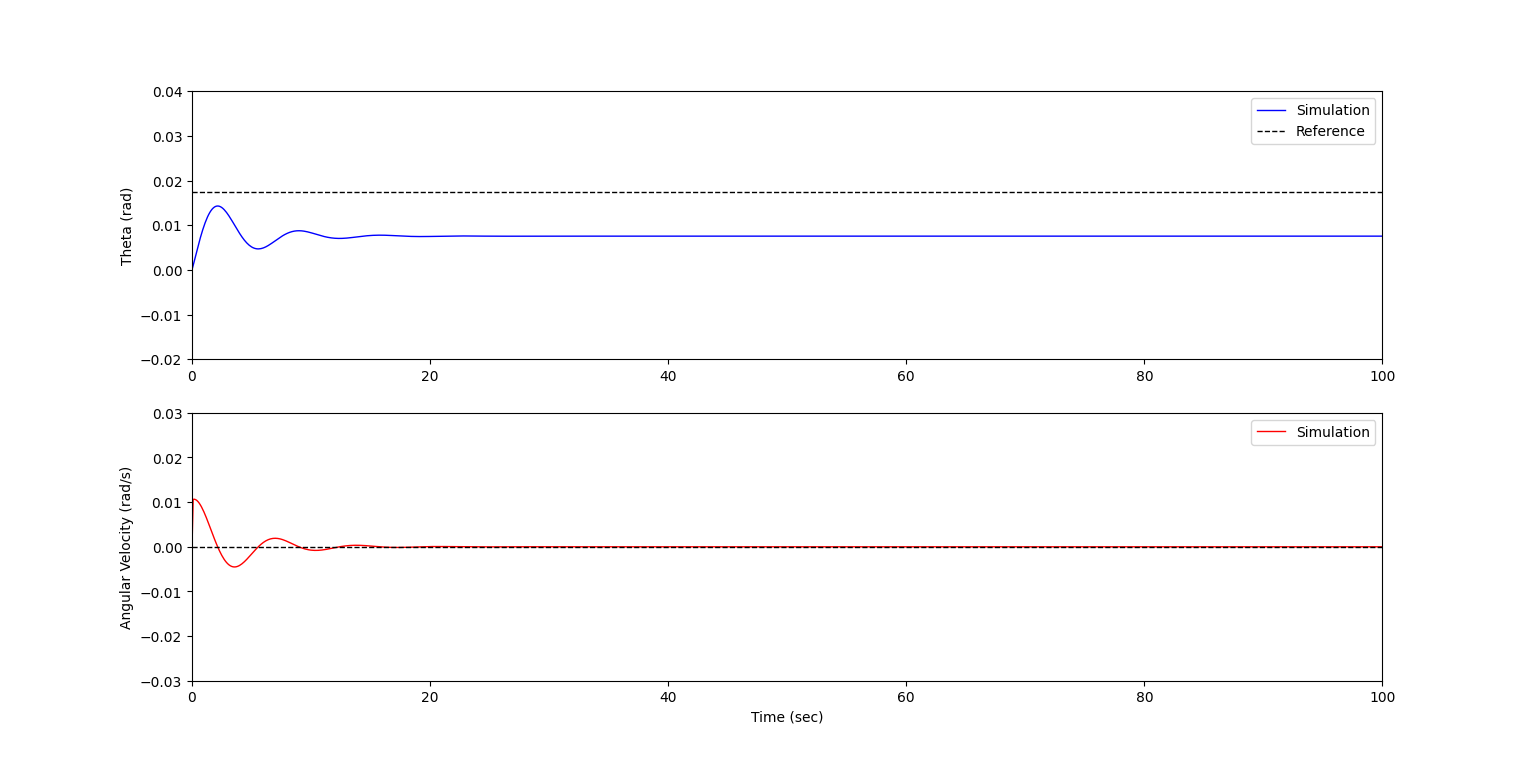 0.04
0.03
0.02
0.01
0.00
−0.01
−0.02
Theta (rad)
Simulation
Reference
0 20 40 60 80 100
0.03
0.02
0.01
0.00
−0.01
−0.02
−0.03
Angular Velocity (rad/s)
Simulation
0 20 40 60 80 100
Time (sec)